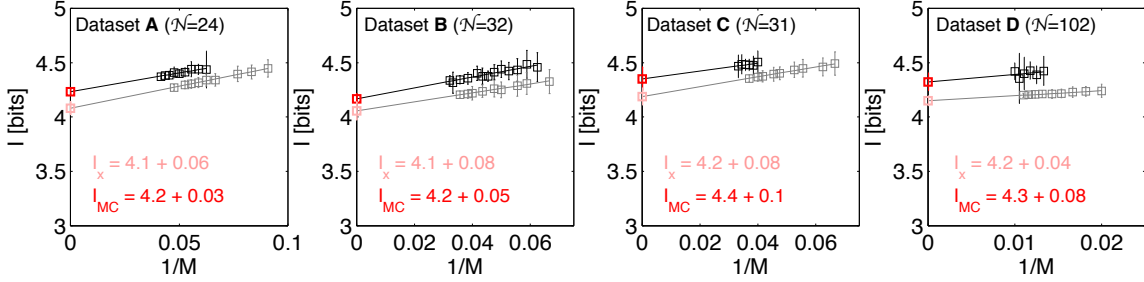 Dataset A (N=24)
I [bits]
5
4.5
4
3.5
3
I_x = 4.1 + 0.06
I_MC = 4.2 + 0.03
0 0.05 0.1
1/M
Dataset B (N=32)
I [bits]
5
4.5
4
3.5
3
I_x = 4.1 + 0.08
I_MC = 4.2 + 0.05
0 0.02 0.04 0.06
1/M
Dataset C (N=31)
I [bits]
5
4.5
4
3.5
3
I_x = 4.2 + 0.08
I_MC = 4.4 + 0.1
0 0.02 0.04 0.06
1/M
Dataset D (N=102)
I [bits]
5
4.5
4
3.5
3
I_x = 4.2 + 0.04
I_MC = 4.3 + 0.08
0 0.01 0.02
1/M